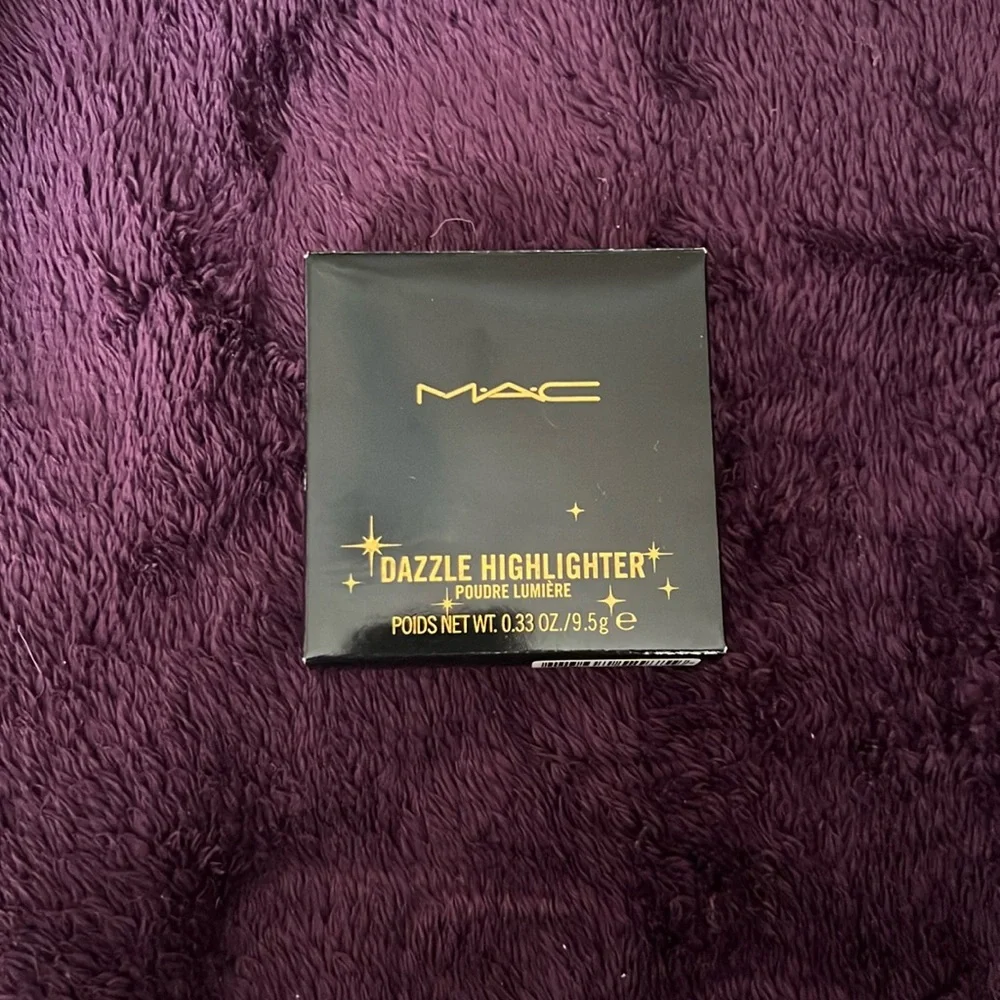 M·A·C
DAZZLE HIGHLIGHTER
POUDRE LUMIÈRE
POIDS NET WT. 0.33 OZ./9.5g e